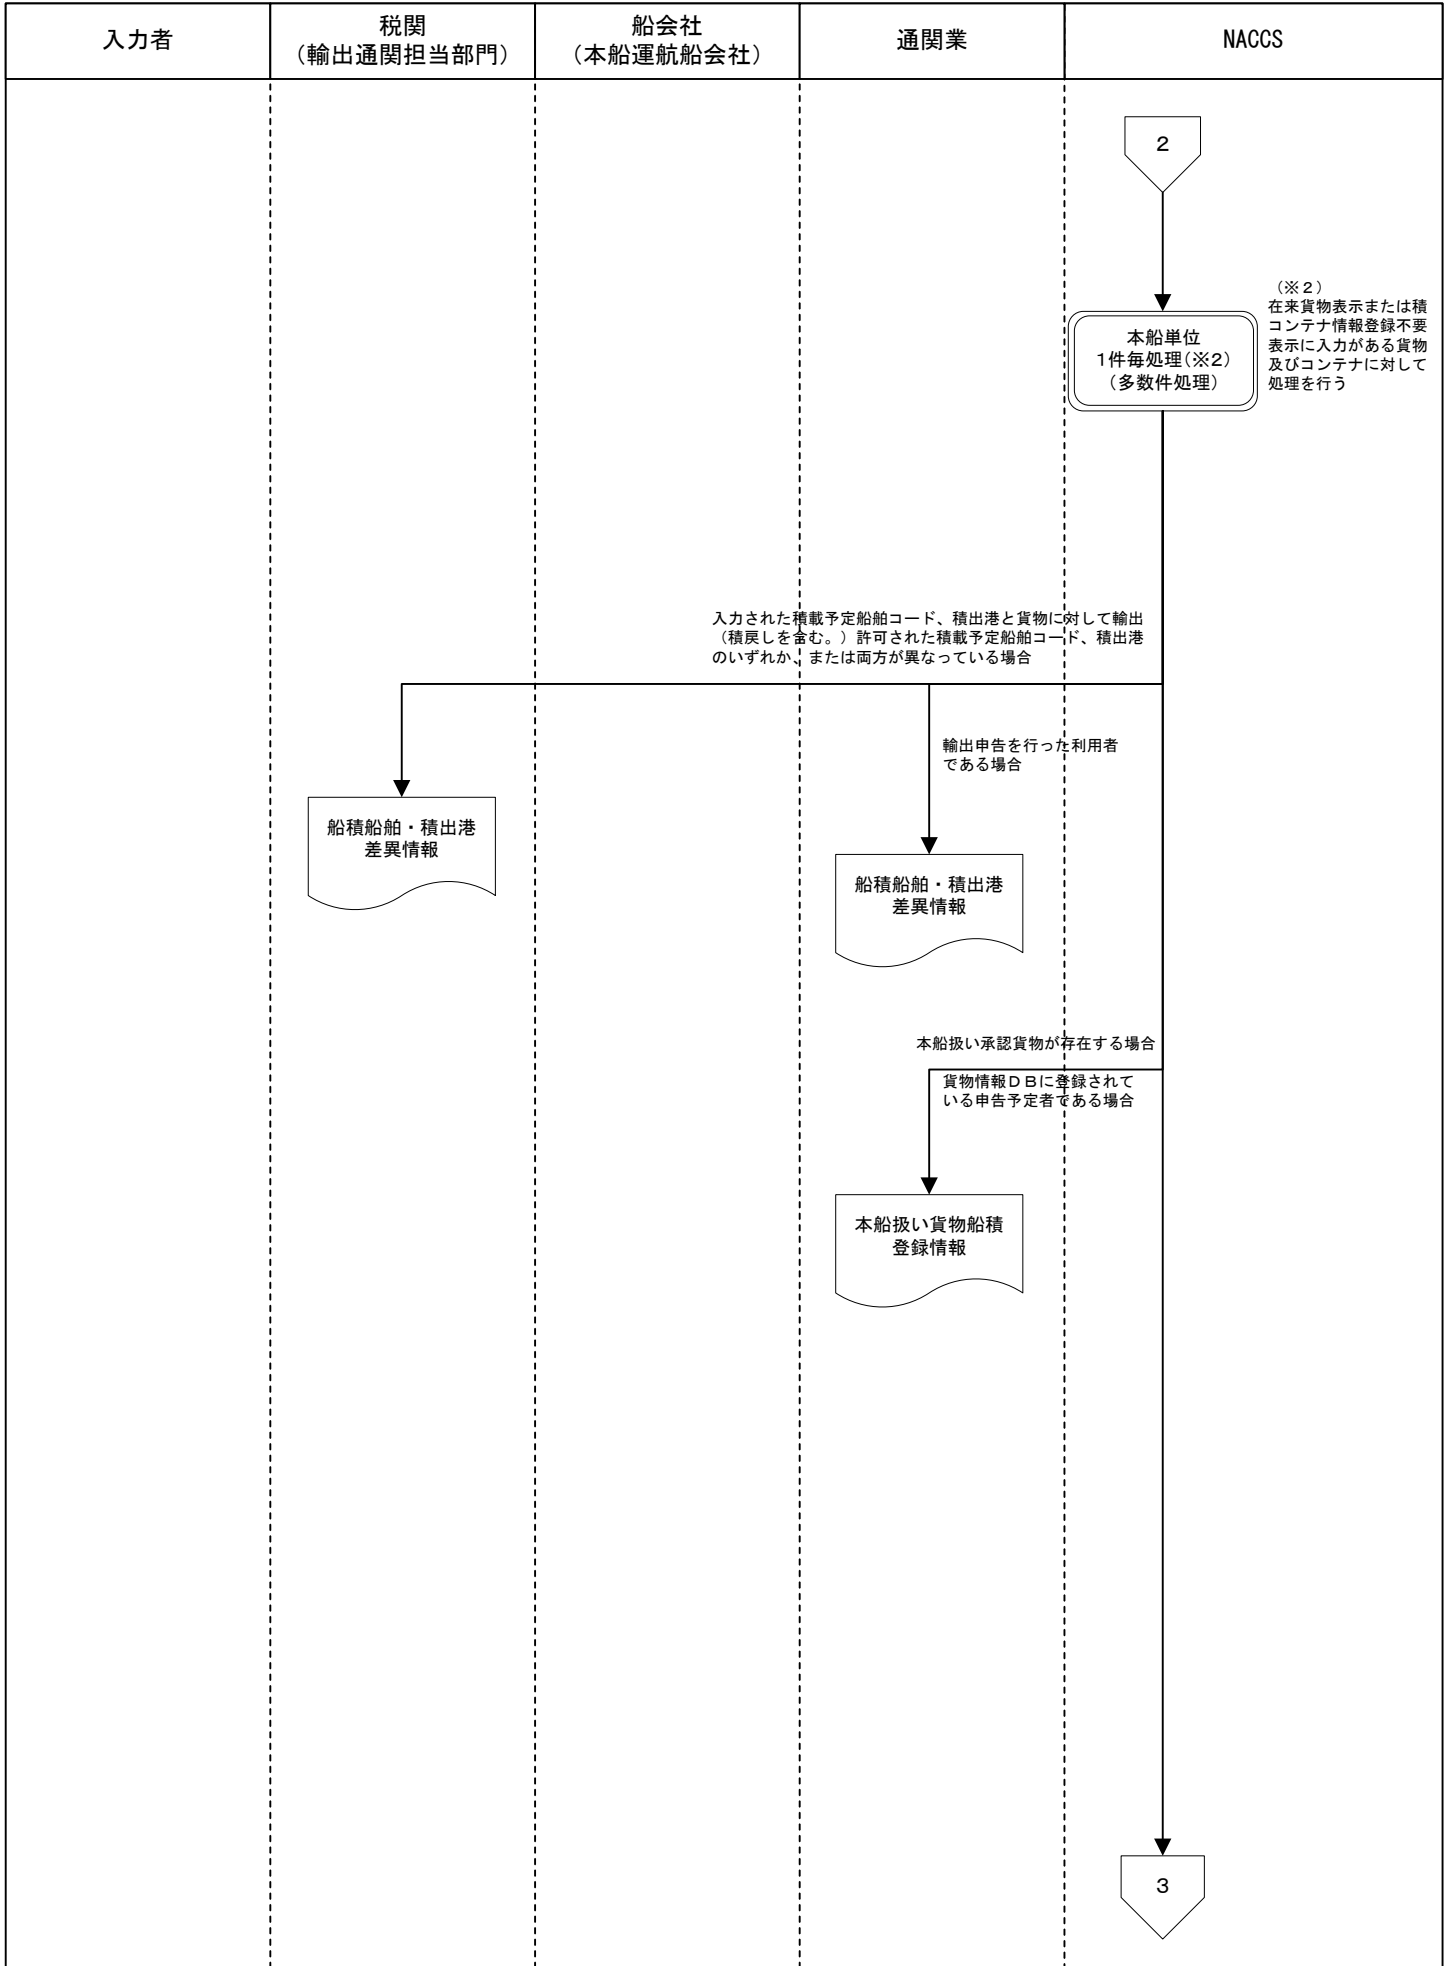 入力者
税関
（輸出通関担当部門）
船会社
（本船運航船会社）
通関業
NACCS
2
（※２）
在来貨物表示または積
コンテナ情報登録不要
表示に入力がある貨物
及びコンテナに対して
処理を行う
本船単位
1件毎処理(※2)
（多数件処理）
入力された積載予定船舶コード、積出港と貨物に対して輸出
（積戻しを含む。）許可された積載予定船舶コード、積出港
のいずれか、または両方が異なっている場合
輸出申告を行った利用者
である場合
船積船舶・積出港
差異情報
船積船舶・積出港
差異情報
本船扱い承認貨物が存在する場合
貨物情報ＤＢに登録されて
いる申告予定者である場合
本船扱い貨物船積
登録情報
3